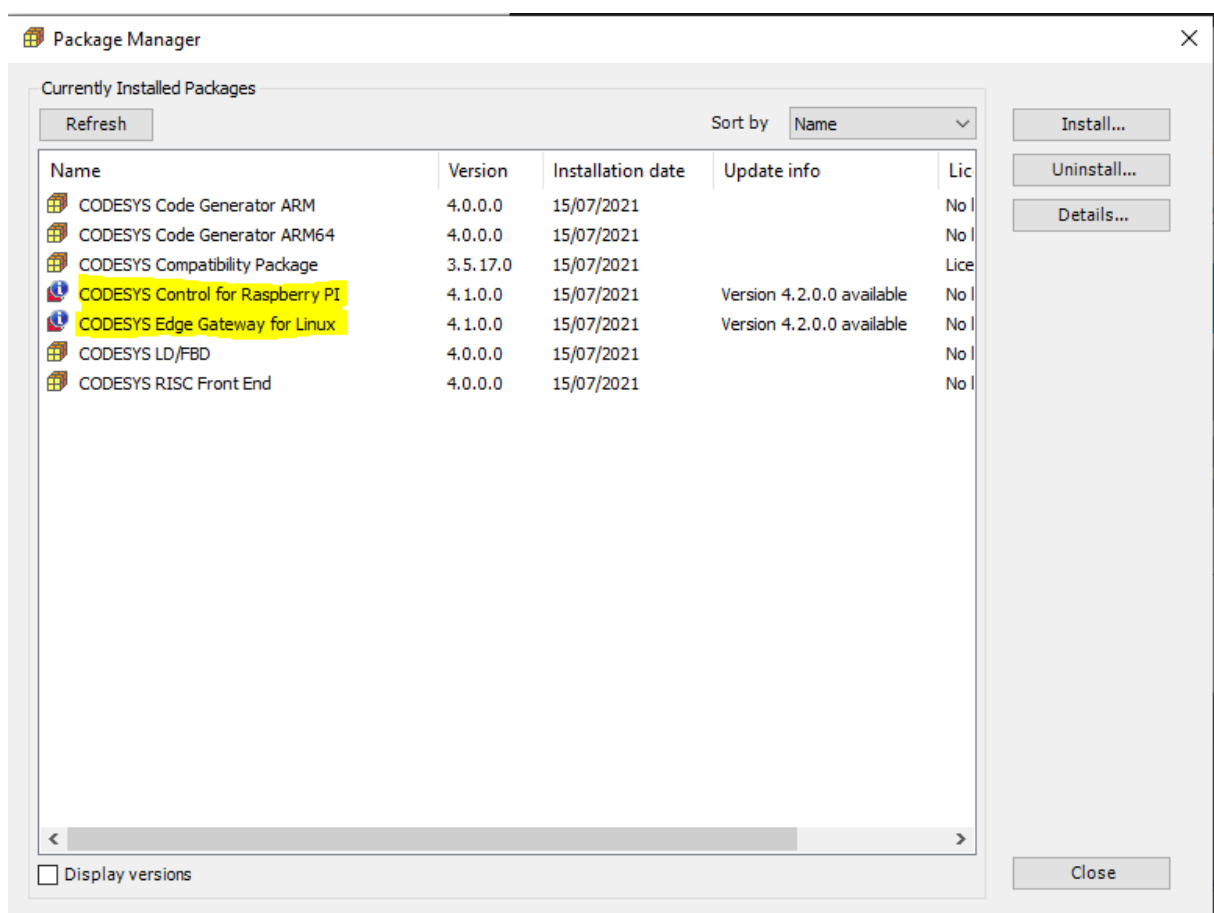 Package Manager
Currently Installed Packages
Refresh
Sort by Name
Install...
Name Version Installation date Update info Lic
Uninstall...
CODESYS Code Generator ARM 4.0.0.0 15/07/2021 No l
Details...
CODESYS Code Generator ARM64 4.0.0.0 15/07/2021 No l
CODESYS Compatibility Package 3.5.17.0 15/07/2021 Lice
CODESYS Control for Raspberry PI 4.1.0.0 15/07/2021 Version 4.2.0.0 available No l
CODESYS Edge Gateway for Linux 4.1.0.0 15/07/2021 Version 4.2.0.0 available No l
CODESYS LD/FBD 4.0.0.0 15/07/2021 No l
CODESYS RISC Front End 4.0.0.0 15/07/2021 No l
Display versions
Close